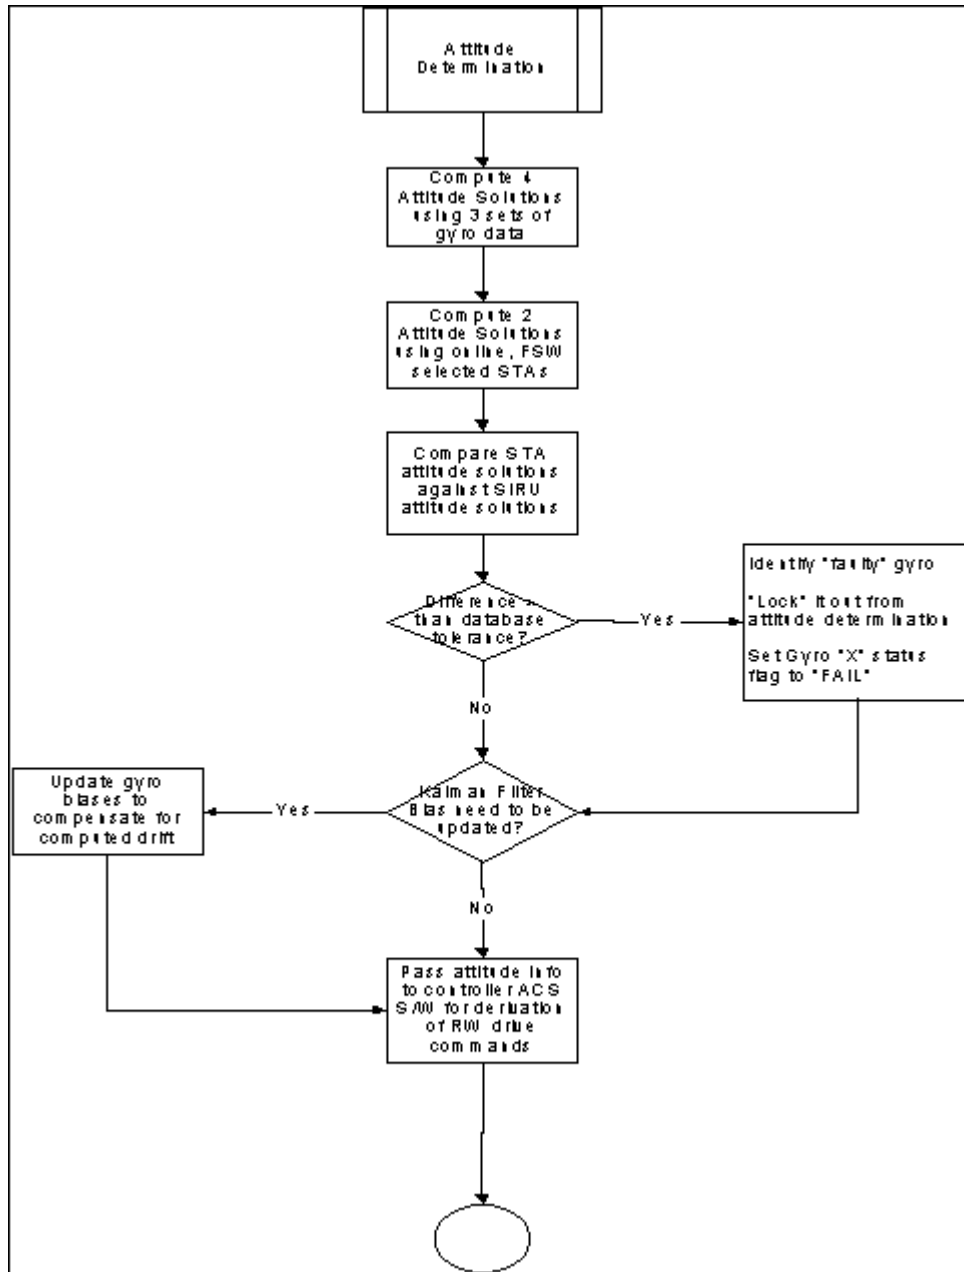 Attitude
Determination
Compute 4
Attitude Solutions
using 3 sets of
gyro data
Compute 2
Attitude Solutions
using online, FSW
selected STAs
Compare STA
attitude solutions
against SIRU
attitude solutions
Difference >
than database
tolerance?
Yes
Identify "faulty" gyro
"Lock" it out from
attitude determination
Set Gyro "X" status
flag to "FAIL"
No
Kalman Filter
Bias need to be
updated?
Yes
Update gyro
biases to
compensate for
computed drift
No
Pass attitude info
to controller ACS
S/W for derivation
of RW drive
commands